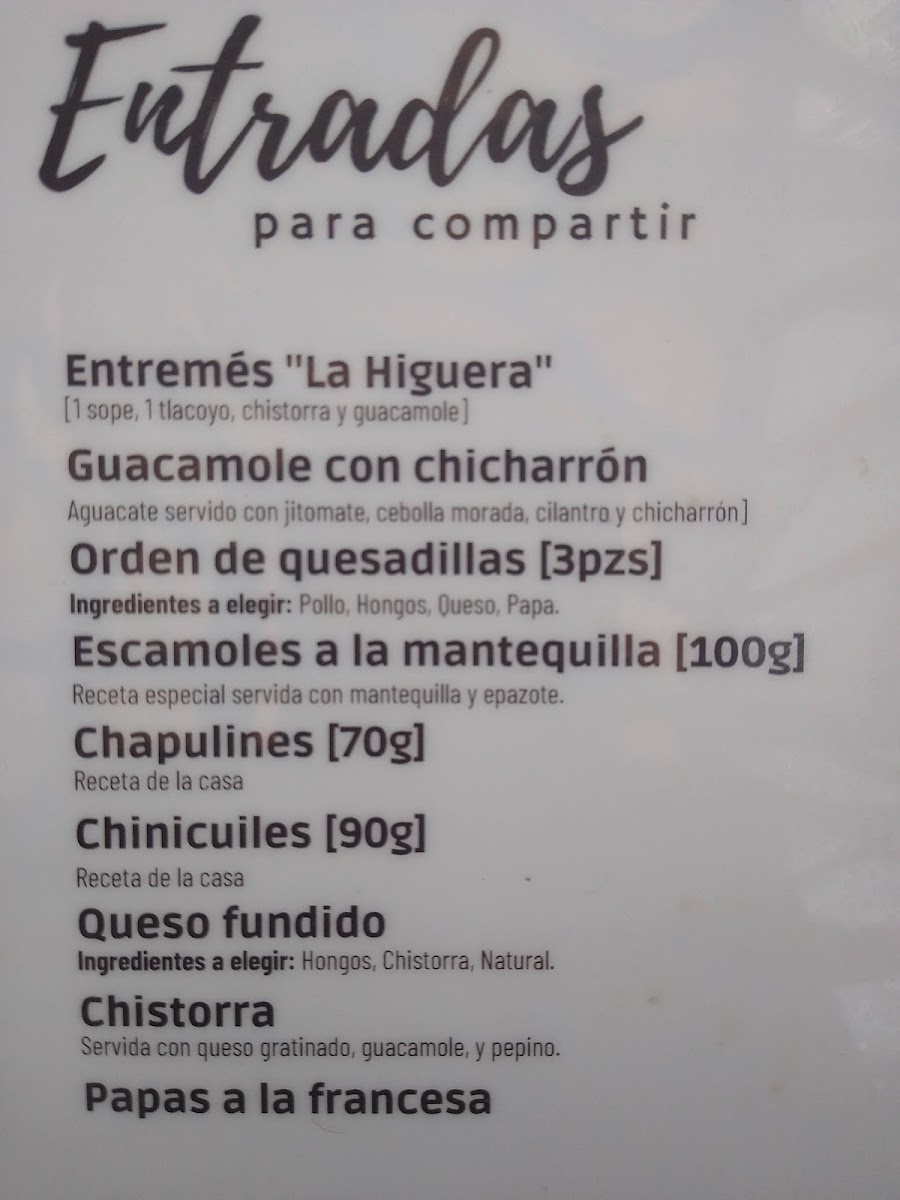 Entradas
para compartir
Entremés "La Higuera"
[1 sope, 1 tlacoyo, chistorra y guacamole]
Guacamole con chicharrón
Aguacate servido con jitomate, cebolla morada, cilantro y chicharrón]
Orden de quesadillas [3pzs]
Ingredientes a elegir: Pollo, Hongos, Queso, Papa.
Escamoles a la mantequilla [100g]
Receta especial servida con mantequilla y epazote.
Chapulines [70g]
Receta de la casa
Chinicuiles [90g]
Receta de la casa
Queso fundido
Ingredientes a elegir: Hongos, Chistorra, Natural.
Chistorra
Servida con queso gratinado, guacamole, y pepino.
Papas a la francesa